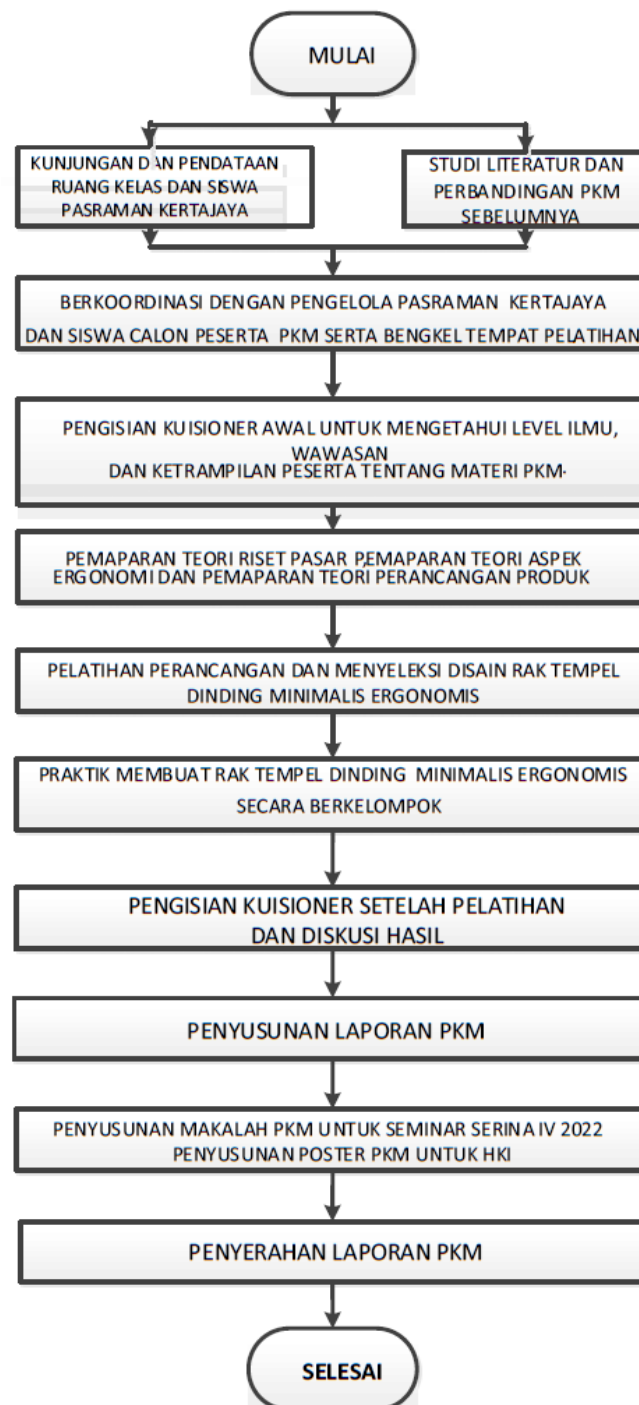 MULAI
KUNJUNGAN DAN PENDATAAN
RUANG KELAS DAN SISWA
PASRAMAN KERTAJAYA
STUDI LITERATUR DAN
PERBANDINGAN PKM
SEBELUMNYA
BERKOORDINASI DENGAN PENGELOLA PASRAMAN KERTAJAYA
DAN SISWA CALON PESERTA PKM SERTA BENGKEL TEMPAT PELATIHAN
PENGISIAN KUISIONER AWAL UNTUK MENGETAHUI LEVEL ILMU,
WAWASAN
DAN KETRAMPILAN PESERTA TENTANG MATERI PKM.
PEMAPARAN TEORI RISET PASAR PEMAPARAN TEORI ASPEK
ERGONOMI DAN PEMAPARAN TEORI PERANCANGAN PRODUK
PELATIHAN PERANCANGAN DAN MENYELEKSI DISAIN RAK TEMPEL
DINDING MINIMALIS ERGONOMIS
PRAKTIK MEMBUAT RAK TEMPEL DINDING MINIMALIS ERGONOMIS
SECARA BERKELOMPOK
PENGISIAN KUISIONER SETELAH PELATIHAN
DAN DISKUSI HASIL
PENYUSUNAN LAPORAN PKM
PENYUSUNAN MAKALAH PKM UNTUK SEMINAR SERINA IV 2022
PENYUSUNAN POSTER PKM UNTUK HKI
PENYERAHAN LAPORAN PKM
SELESAI